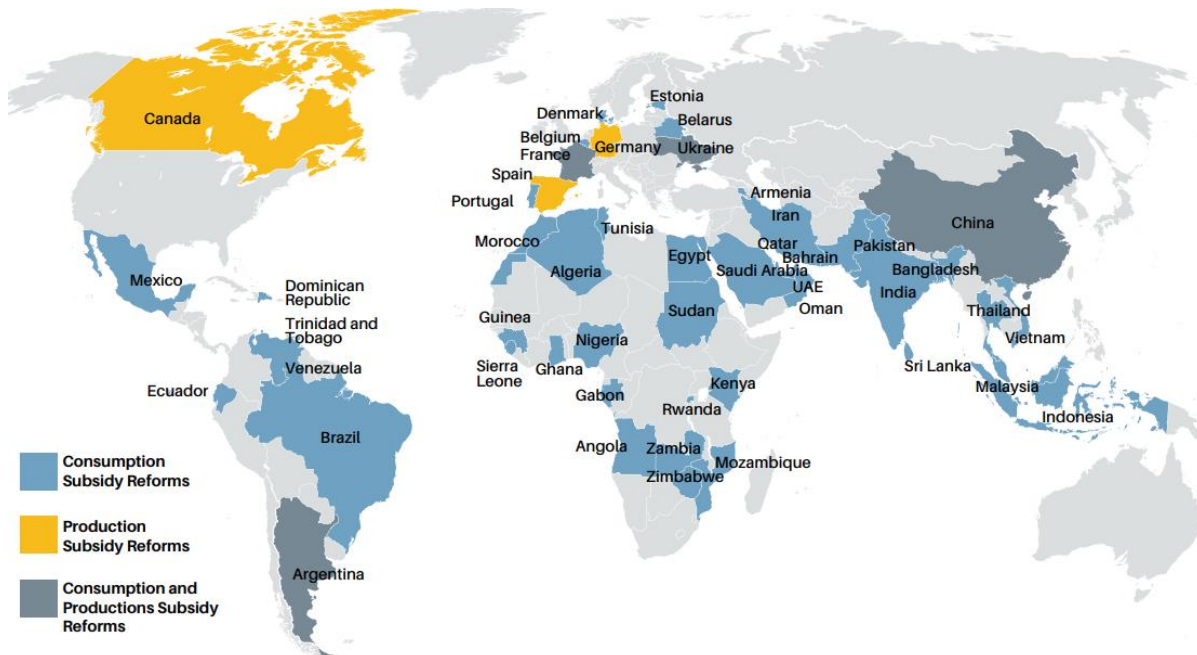 Canada
Estonia
Denmark
Belarus
Belgium
Germany
Ukraine
France
Spain
Portugal
Armenia
Tunisia
Iran
China
Morocco
Qatar
Pakistan
Egypt
Bahrain
Algeria
Saudi Arabia
Bangladesh
Mexico
UAE
India
Dominican
Republic
Oman
Sudan
Thailand
Guinea
Trinidad and
Tobago
Nigeria
Vietnam
Venezuela
Sierra
Leone
Ghana
Sri Lanka
Ecuador
Kenya
Malaysia
Gabon
Rwanda
Indonesia
Brazil
Angola
Zambia
Mozambique
Zimbabwe
Argentina
Consumption
Subsidy Reforms
Production
Subsidy Reforms
Consumption and
Productions Subsidy
Reforms